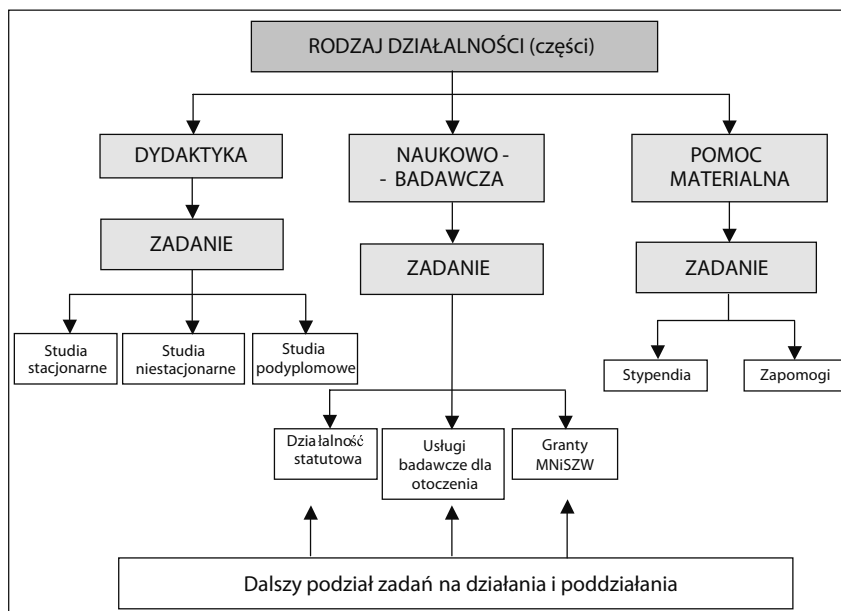 RODZAJ DZIAŁALNOŚCI (części)
DYDAKTYKA
NAUKOWO -
- BADAWCZA
POMOC
MATERIALNA
ZADANIE
ZADANIE
ZADANIE
Studia
stacjonarne
Studia
niestacjonarne
Studia
podyplomowe
Stypendia
Zapomogi
Działalność
statutowa
Usługi
badawcze dla
otoczenia
Granty
MNiSZW
Dalszy podział zadań na działania i poddziałania